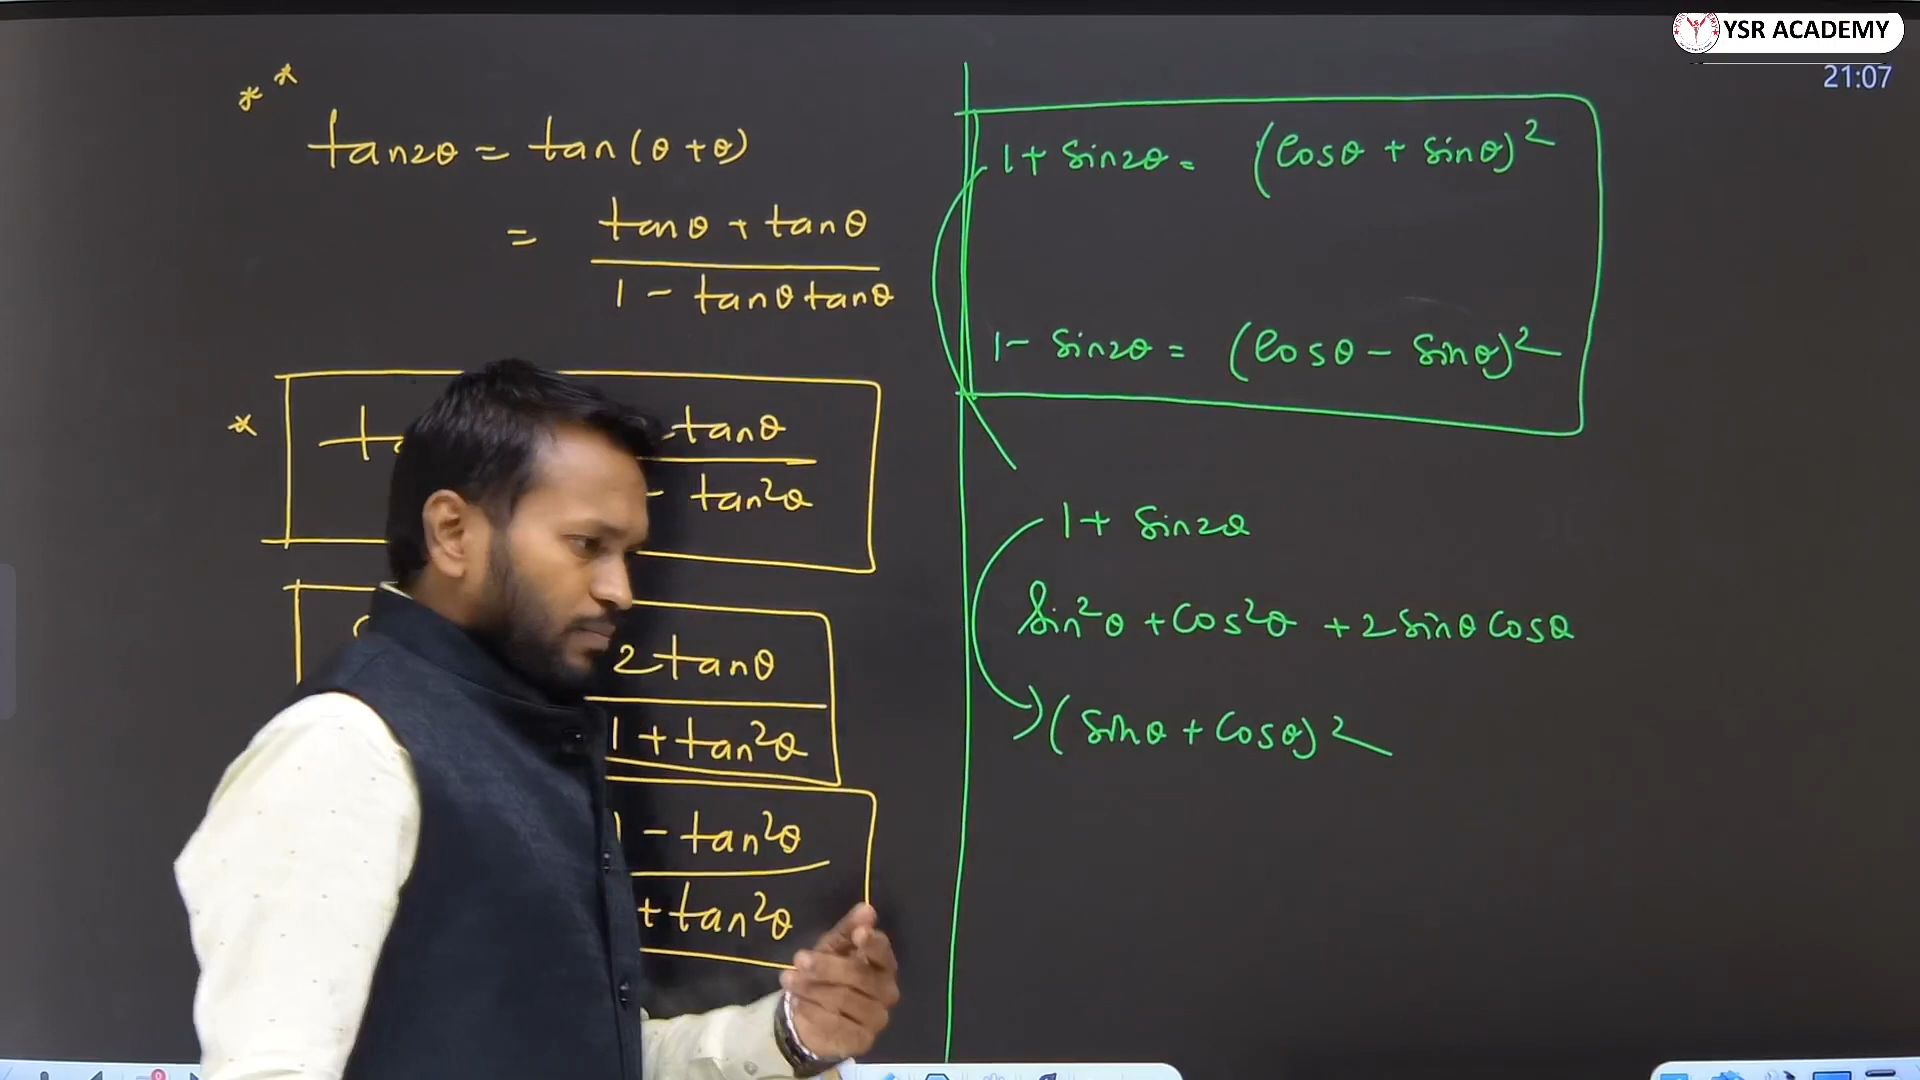 YSR ACADEMY
21:07
* *
tan2θ = tan(θ+θ)
= tanθ + tanθ
1 - tanθ tanθ
*
tanθ
- tan²θ
2tanθ
1 + tan²θ
1 - tan²θ
+ tan²θ
1 + sin2θ = (cosθ + sinθ)²
1 - sin2θ = (cosθ - sinθ)²
1 + sin2θ
sin²θ + cos²θ + 2sinθ cosθ
(sinθ + cosθ)²